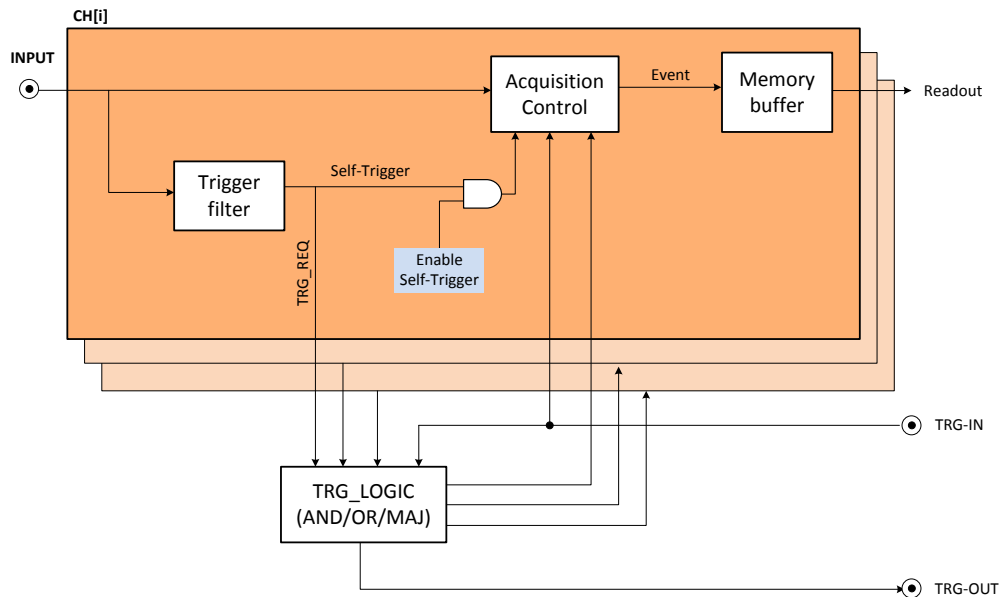 CH[i]
INPUT
Acquisition
Control
Event
Memory
buffer
Readout
Trigger
filter
Self-Trigger
Enable
Self-Trigger
TRG_REQ
TRG-IN
TRG_LOGIC
(AND/OR/MAJ)
TRG-OUT